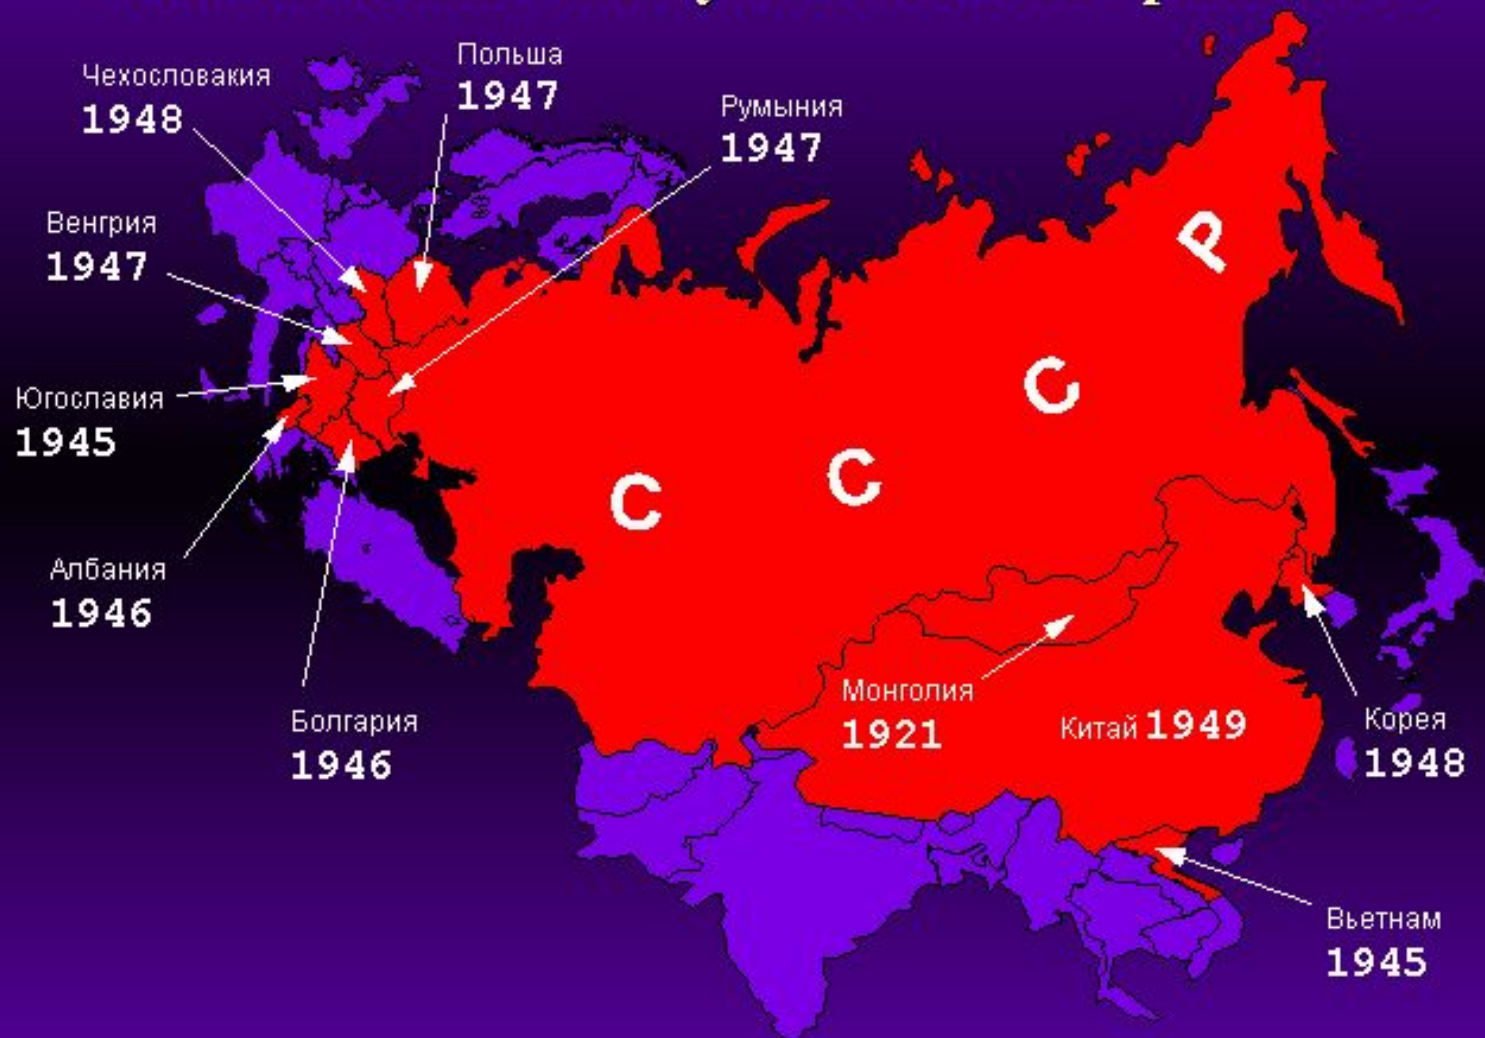 Польша
1947
Чехословакия
1948
Румыния
1947
Венгрия
1947
Р
С
Югославия
1945
С
С
Албания
1946
Монголия
1921
Китай 1949
Корея
1948
Болгария
1946
Вьетнам
1945